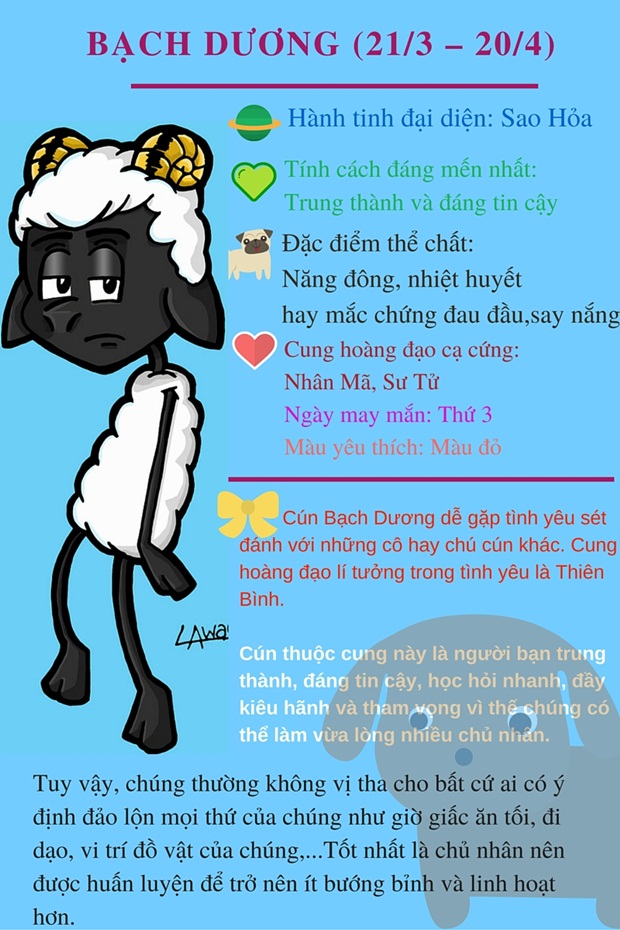 BẠCH DƯƠNG (21/3 – 20/4)
Hành tinh đại diện: Sao Hỏa
Tính cách đáng mến nhất:
Trung thành và đáng tin cậy
Đặc điểm thể chất:
Năng đông, nhiệt huyết
hay mắc chứng đau đầu,say nắng
Cung hoàng đạo cạ cứng:
Nhân Mã, Sư Tử
Ngày may mắn: Thứ 3
Màu yêu thích: Màu đỏ
Cún Bạch Dương dễ gặp tình yêu sét
đánh với những cô hay chú cún khác. Cung
hoàng đạo lí tưởng trong tình yêu là Thiên
Bình.
Cún thuộc cung này là người bạn trung
thành, đáng tin cậy, học hỏi nhanh, đầy
kiêu hãnh và tham vọng vì thế chúng có
thể làm vừa lòng nhiều chủ nhân.
Tuy vậy, chúng thường không vị tha cho bất cứ ai có ý
định đảo lộn mọi thứ của chúng như giờ giấc ăn tối, đi
dạo, vi trí đồ vật của chúng,...Tốt nhất là chủ nhân nên
được huấn luyện để trở nên ít bướng bỉnh và linh hoạt
hơn.